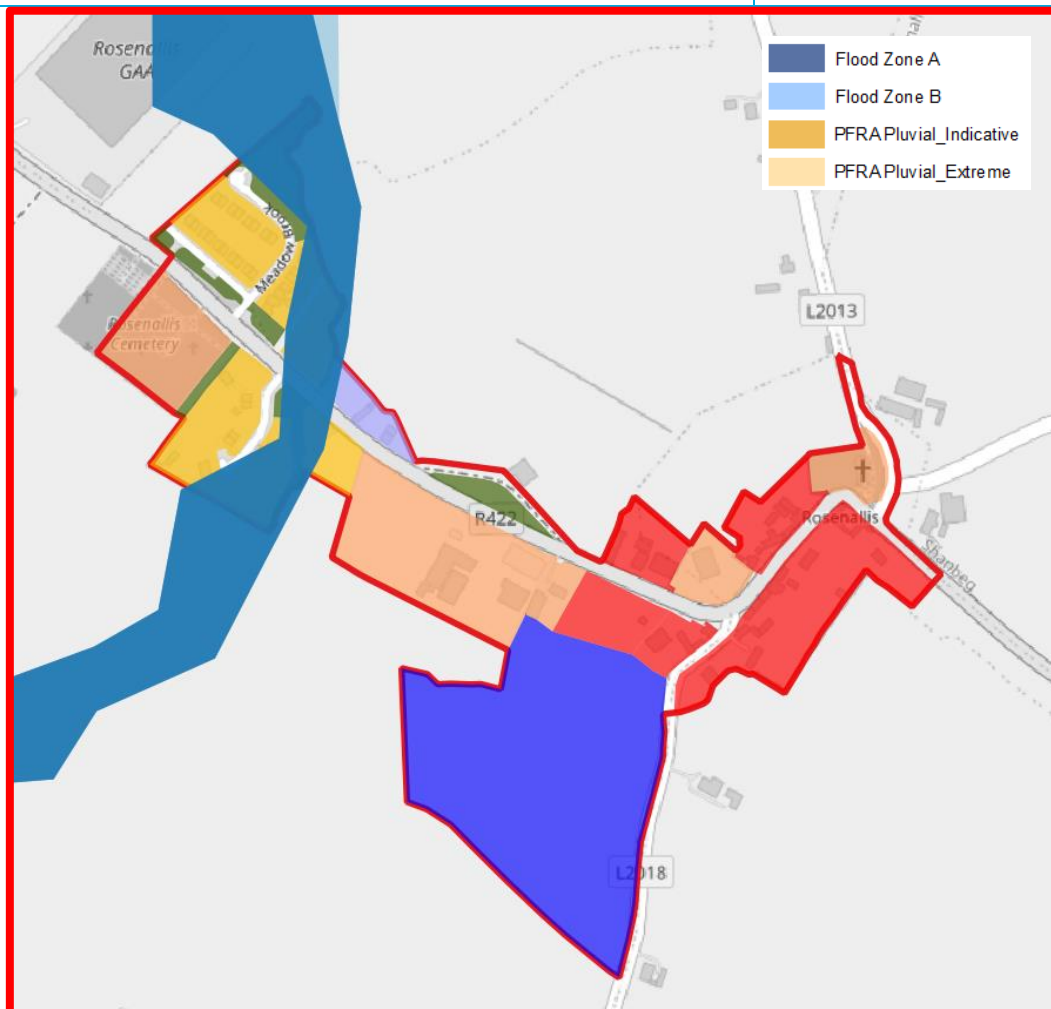 Rosenallis
GAA
Flood Zone A
Flood Zone B
PFRA Pluvial_Indicative
PFRA Pluvial_Extreme
Meadow Brook
L2013
Rosenallis
Cemetery
R422
Rosenallis
Shanbeg
L2018